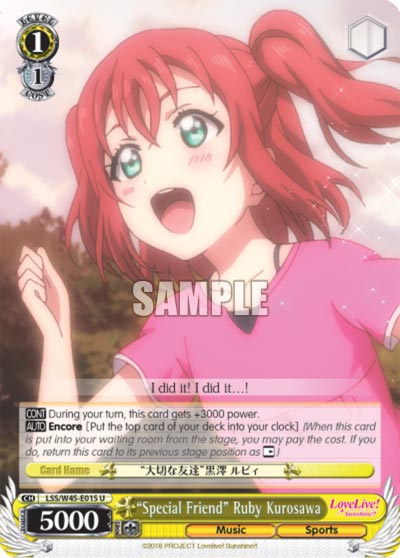 LEVEL
1
1
COST
SAMPLE
I did it! I did it...!
CONT During your turn, this card gets +3000 power.
AUTO Encore [Put the top card of your deck into your clock] (When this card
is put into your waiting room from the stage, you may pay the cost. If you
do, return this card to its previous stage position as REST)
Card Name "大切な友達"黒澤 ルビィ
CH LSS/W45-E015 U
5000
"Special Friend" Ruby Kurosawa
LoveLive!
Sunshine!!
Music
Sports
©2016 PROJECT Lovelive! Sunshine!!